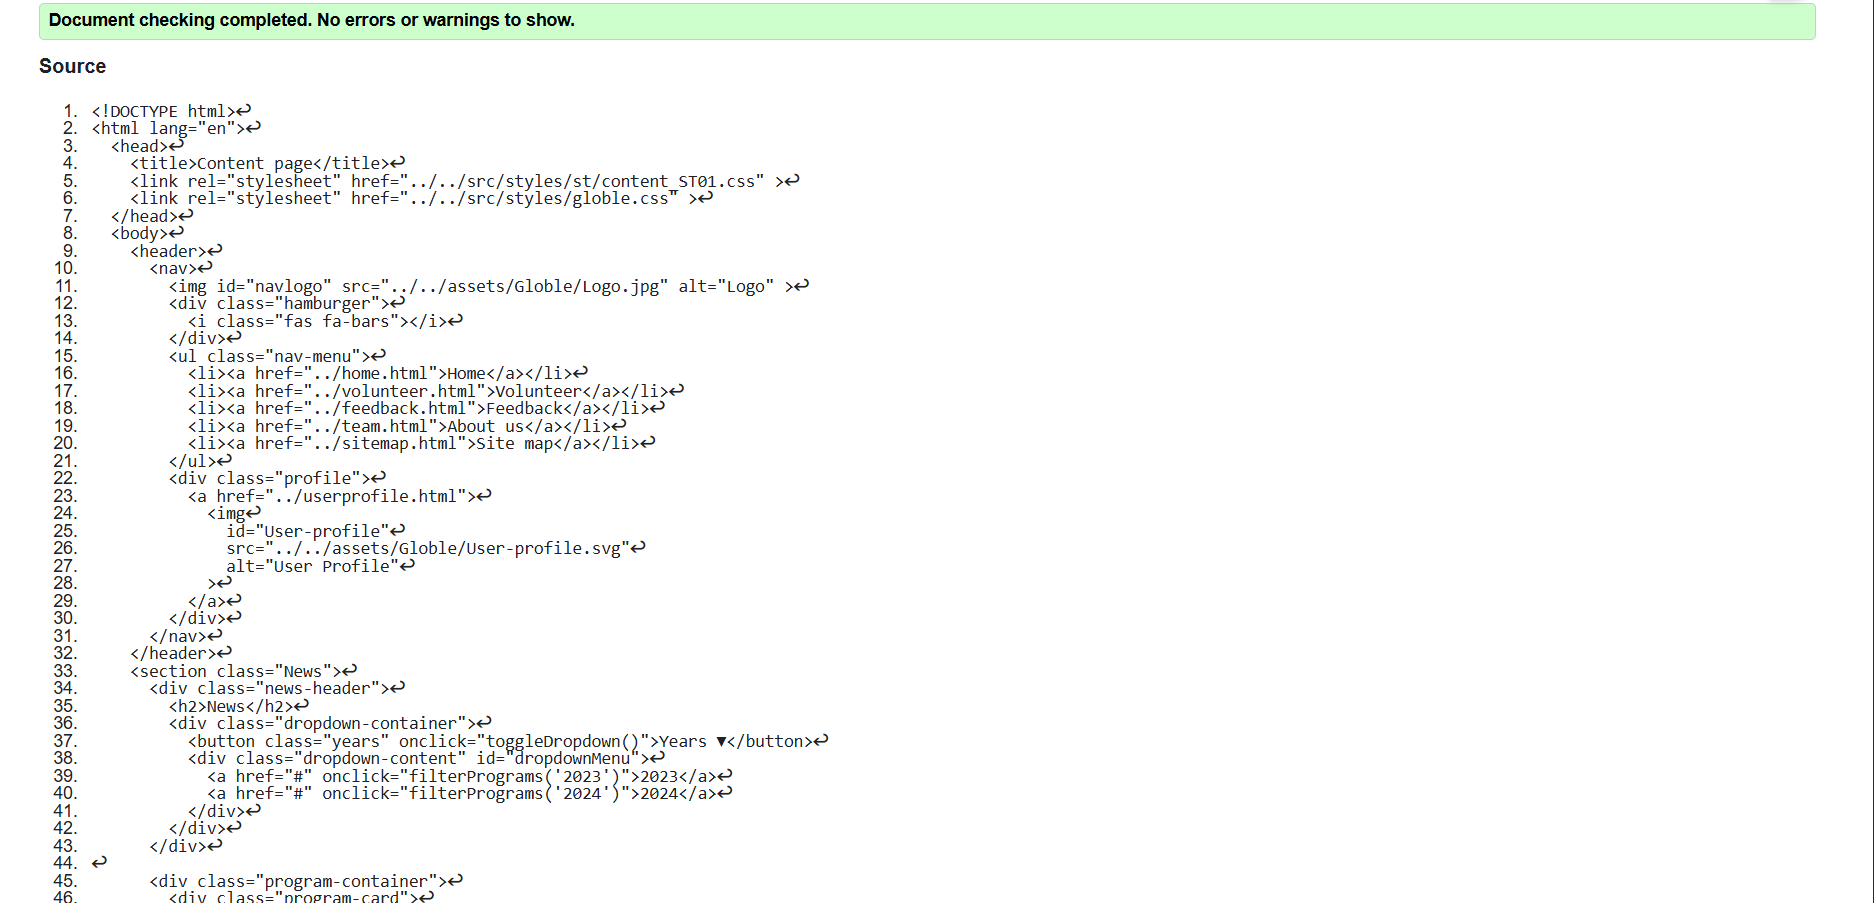 Document checking completed. No errors or warnings to show.
Source
1. <!DOCTYPE html>↩
2. <html lang="en">↩
3.   <head>↩
4.     <title>Content page</title>↩
5.     <link rel="stylesheet" href="../../src/styles/st/content_ST01.css" >↩
6.     <link rel="stylesheet" href="../../src/styles/globle.css" >↩
7.   </head>↩
8.   <body>↩
9.     <header>↩
10.       <nav>↩
11.         <img id="navlogo" src="../../assets/Globle/Logo.jpg" alt="Logo" >↩
12.         <div class="hamburger">↩
13.           <i class="fas fa-bars"></i>↩
14.         </div>↩
15.         <ul class="nav-menu">↩
16.           <li><a href="../home.html">Home</a></li>↩
17.           <li><a href="../volunteer.html">Volunteer</a></li>↩
18.           <li><a href="../feedback.html">Feedback</a></li>↩
19.           <li><a href="../team.html">About us</a></li>↩
20.           <li><a href="../sitemap.html">Site map</a></li>↩
21.         </ul>↩
22.         <div class="profile">↩
23.           <a href="../userprofile.html">↩
24.             <img↩
25.               id="User-profile"↩
26.               src="../../assets/Globle/User-profile.svg"↩
27.               alt="User Profile"↩
28.             >↩
29.           </a>↩
30.         </div>↩
31.       </nav>↩
32.     </header>↩
33.     <section class="News">↩
34.       <div class="news-header">↩
35.         <h2>News</h2>↩
36.         <div class="dropdown-container">↩
37.           <button class="years" onclick="toggleDropdown()">Years ▼</button>↩
38.           <div class="dropdown-content" id="dropdownMenu">↩
39.             <a href="#" onclick="filterPrograms('2023')">2023</a>↩
40.             <a href="#" onclick="filterPrograms('2024')">2024</a>↩
41.           </div>↩
42.         </div>↩
43.       </div>↩
44. ↩
45.       <div class="program-container">↩
46.         <div class="program-card">↩